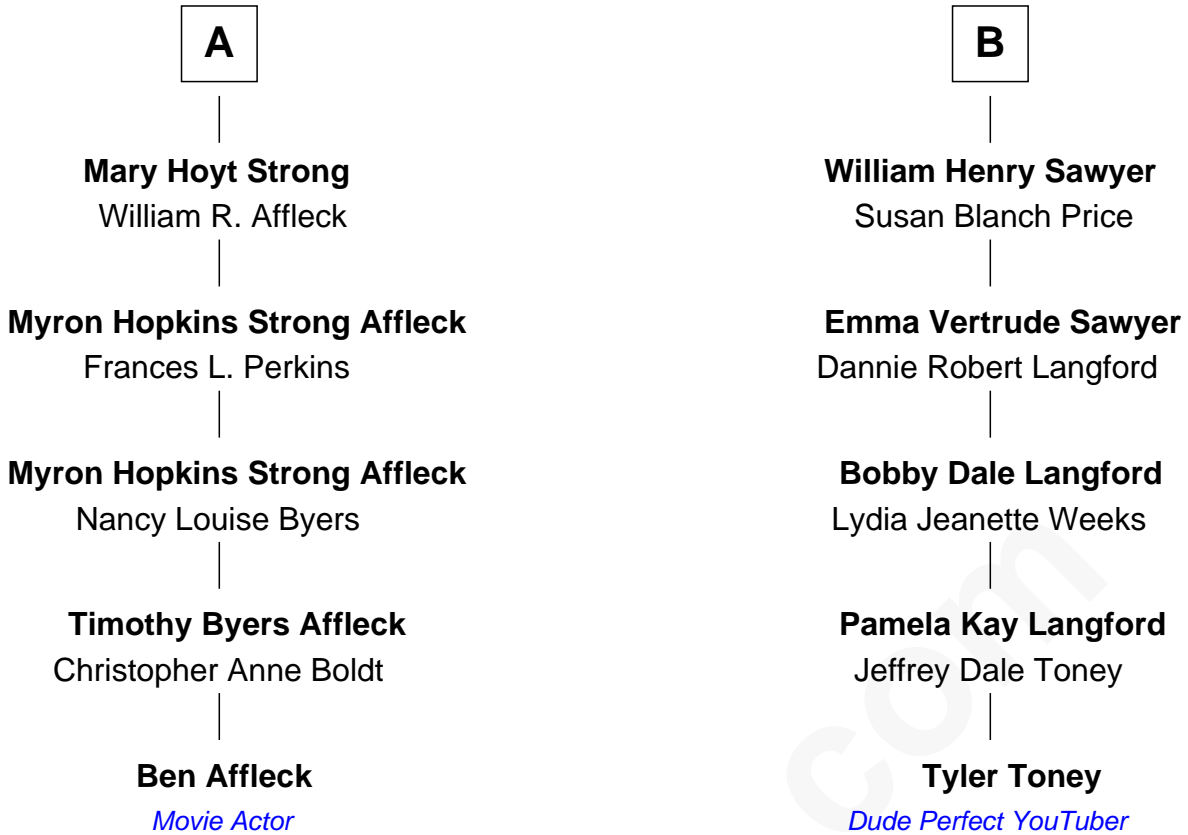 A
Mary Hoyt Strong
William R. Affleck
Myron Hopkins Strong Affleck
Frances L. Perkins
Myron Hopkins Strong Affleck
Nancy Louise Byers
Timothy Byers Affleck
Christopher Anne Boldt
Ben Affleck
Movie Actor
B
William Henry Sawyer
Susan Blanch Price
Emma Vertrude Sawyer
Dannie Robert Langford
Bobby Dale Langford
Lydia Jeanette Weeks
Pamela Kay Langford
Jeffrey Dale Toney
Tyler Toney
Dude Perfect YouTuber
com